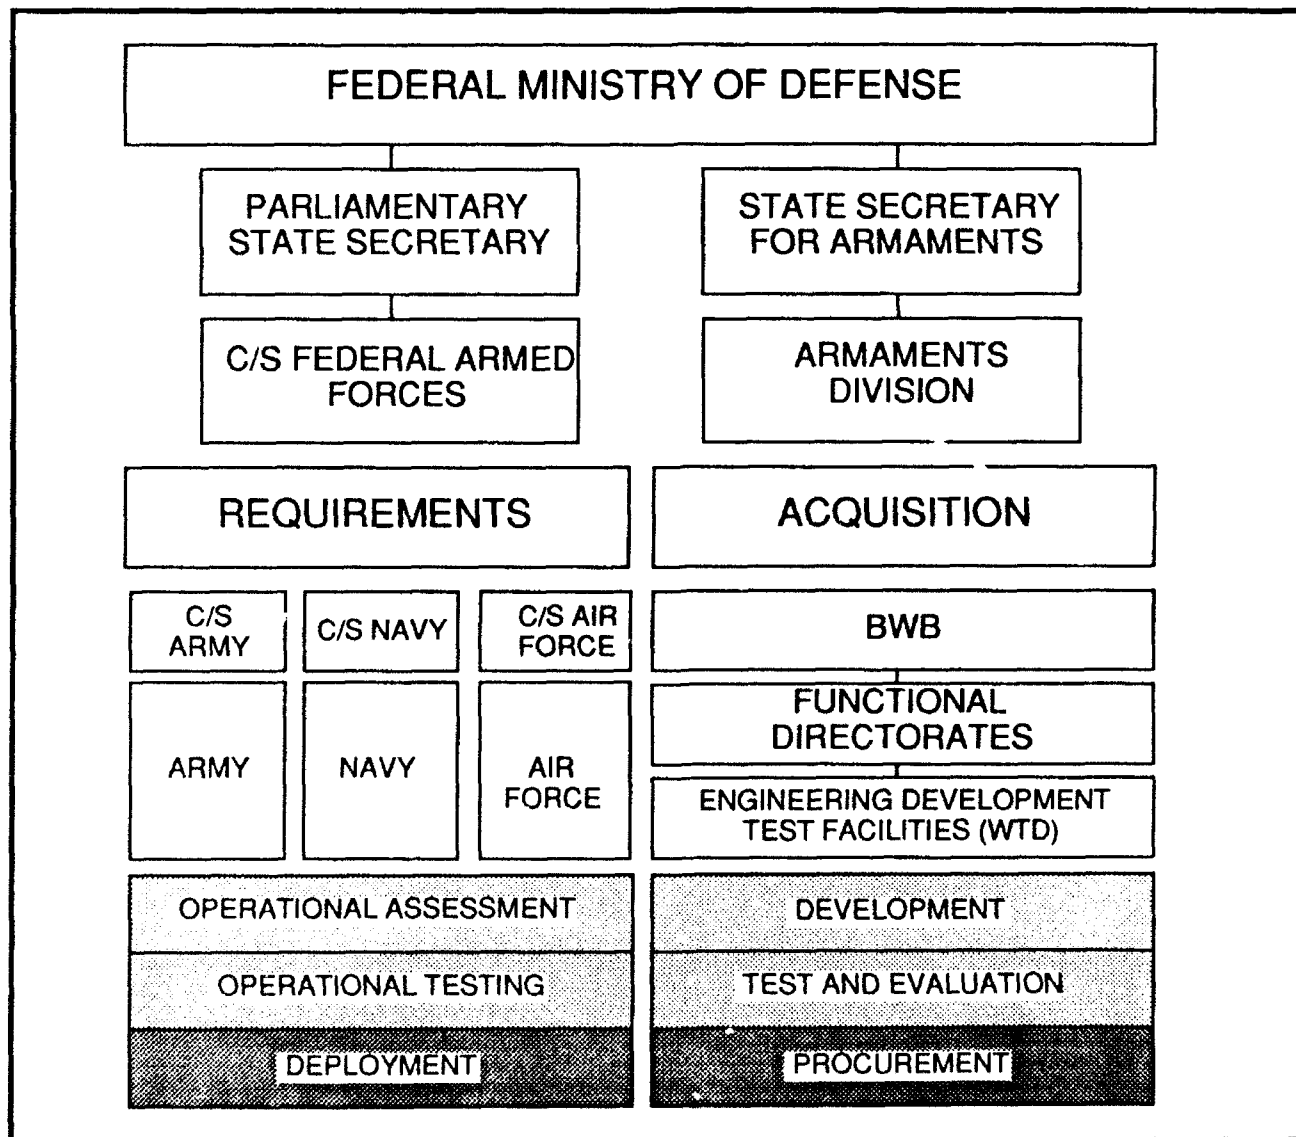 FEDERAL MINISTRY OF DEFENSE
PARLIAMENTARY
STATE SECRETARY
STATE SECRETARY
FOR ARMAMENTS
C/S FEDERAL ARMED
FORCES
ARMAMENTS
DIVISION
REQUIREMENTS
ACQUISITION
C/S
ARMY
C/S NAVY
C/S AIR
FORCE
BWB
FUNCTIONAL
DIRECTORATES
ARMY
NAVY
AIR
FORCE
ENGINEERING DEVELOPMENT
TEST FACILITIES (WTD)
OPERATIONAL ASSESSMENT
DEVELOPMENT
OPERATIONAL TESTING
TEST AND EVALUATION
DEPLOYMENT
PROCUREMENT